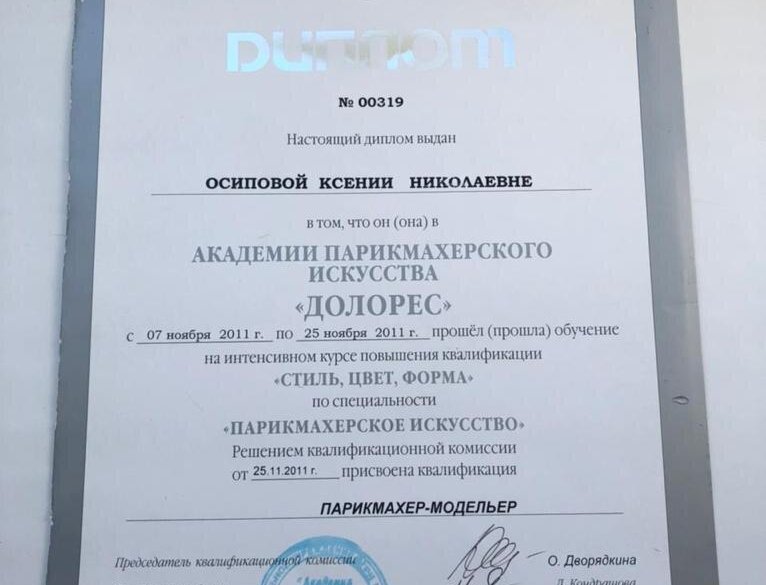 ДИПЛОМ
№ 00319
Настоящий диплом выдан
ОСИПОВОЙ КСЕНИИ НИКОЛАЕВНЕ
в том, что он (она) в
АКАДЕМИИ ПАРИКМАХЕРСКОГО
ИСКУССТВА
«ДОЛОРЕС»
с 07 ноября 2011 г. по 25 ноября 2011 г. прошёл (прошла) обучение
на интенсивном курсе повышения квалификации
«СТИЛЬ, ЦВЕТ, ФОРМА»
по специальности
«ПАРИКМАХЕРСКОЕ ИСКУССТВО»
Решением квалификационной комиссии
от 25.11.2011 г. присвоена квалификация
ПАРИКМАХЕР-МОДЕЛЬЕР
Председатель квалификационной комиссии О. Дворядкина
"Академия Л. Кондрашова